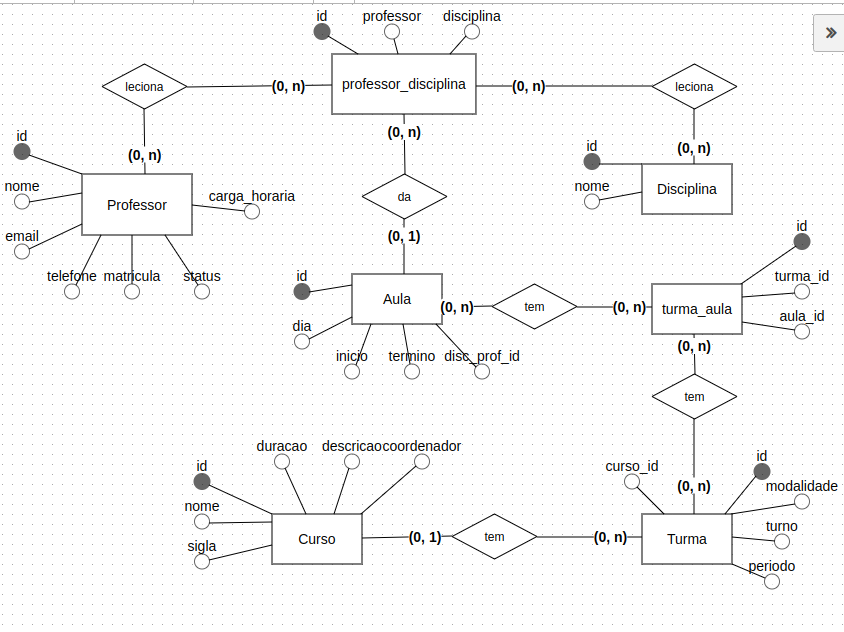 id professor disciplina
»
leciona (0, n) professor_disciplina (0, n) leciona
(0, n)
id
(0, n)
id
(0, n)
nome
Professor
carga_horaria
email
telefone matricula status
da
(0, 1)
nome
Disciplina
id
id
Aula
(0, n) tem (0, n)
turma_aula
turma_id
aula_id
dia
inicio termino disc_prof_id
(0, n)
tem
(0, n)
duracao descricao coordenador
id
nome
sigla
Curso
(0, 1) tem (0, n)
curso_id
id
modalidade
Turma
turno
periodo